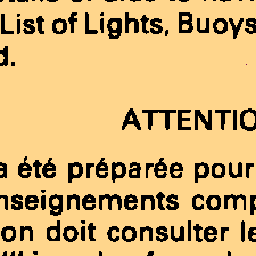 List of Lights, Buoys
d.
ATTENTIO
a été préparée pour
nseignements comp
on doit consulter le